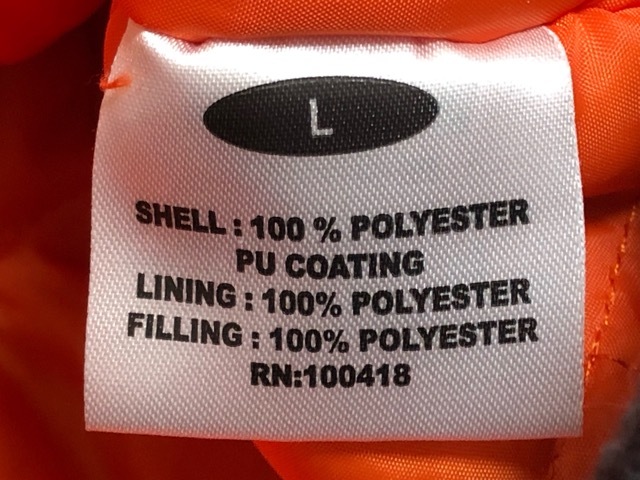 L
SHELL : 100 % POLYESTER
PU COATING
LINING : 100% POLYESTER
FILLING : 100% POLYESTER
RN:100418